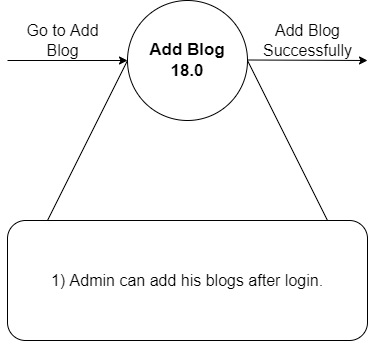 Go to Add
Blog
Add Blog
18.0
Add Blog
Successfully
1) Admin can add his blogs after login.